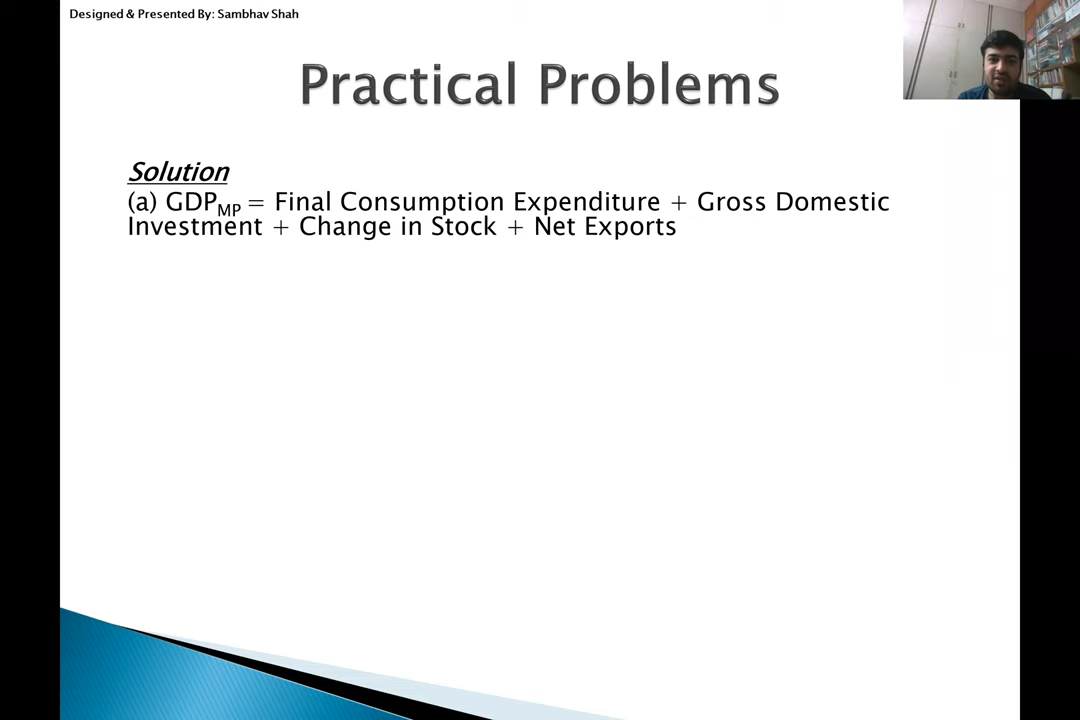 Designed & Presented By: Sambhav Shah
Practical Problems
Solution
(a) GDPMP = Final Consumption Expenditure + Gross Domestic
Investment + Change in Stock + Net Exports